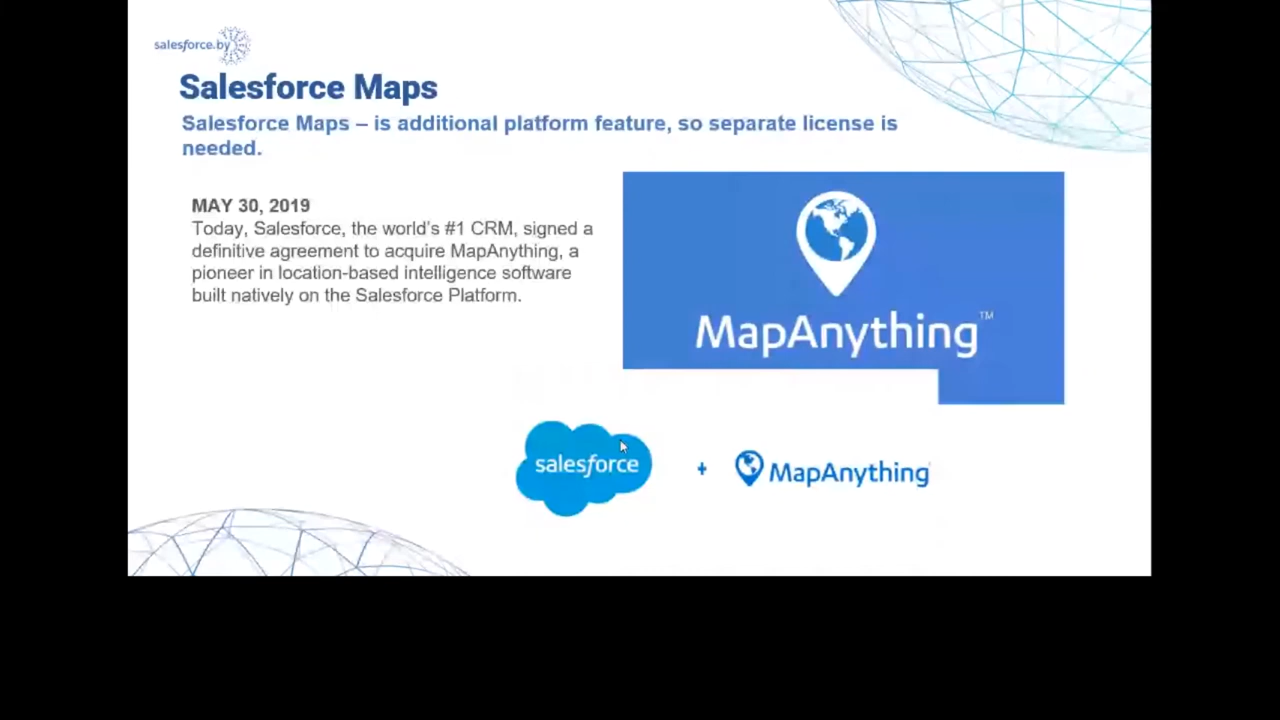 salesforce.by
Salesforce Maps
Salesforce Maps – is additional platform feature, so separate license is
needed.
MAY 30, 2019
Today, Salesforce, the world's #1 CRM, signed a
definitive agreement to acquire MapAnything, a
pioneer in location-based intelligence software
built natively on the Salesforce Platform.
MapAnything™
salesforce + MapAnything